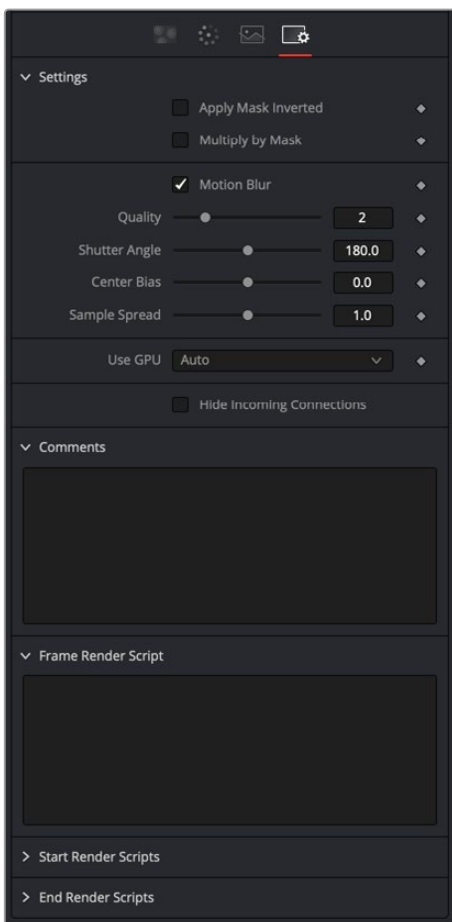 Settings
Apply Mask Inverted
Multiply by Mask
Motion Blur
Quality 2
Shutter Angle 180.0
Center Bias 0.0
Sample Spread 1.0
Use GPU Auto
Hide Incoming Connections
Comments
Frame Render Script
Start Render Scripts
End Render Scripts